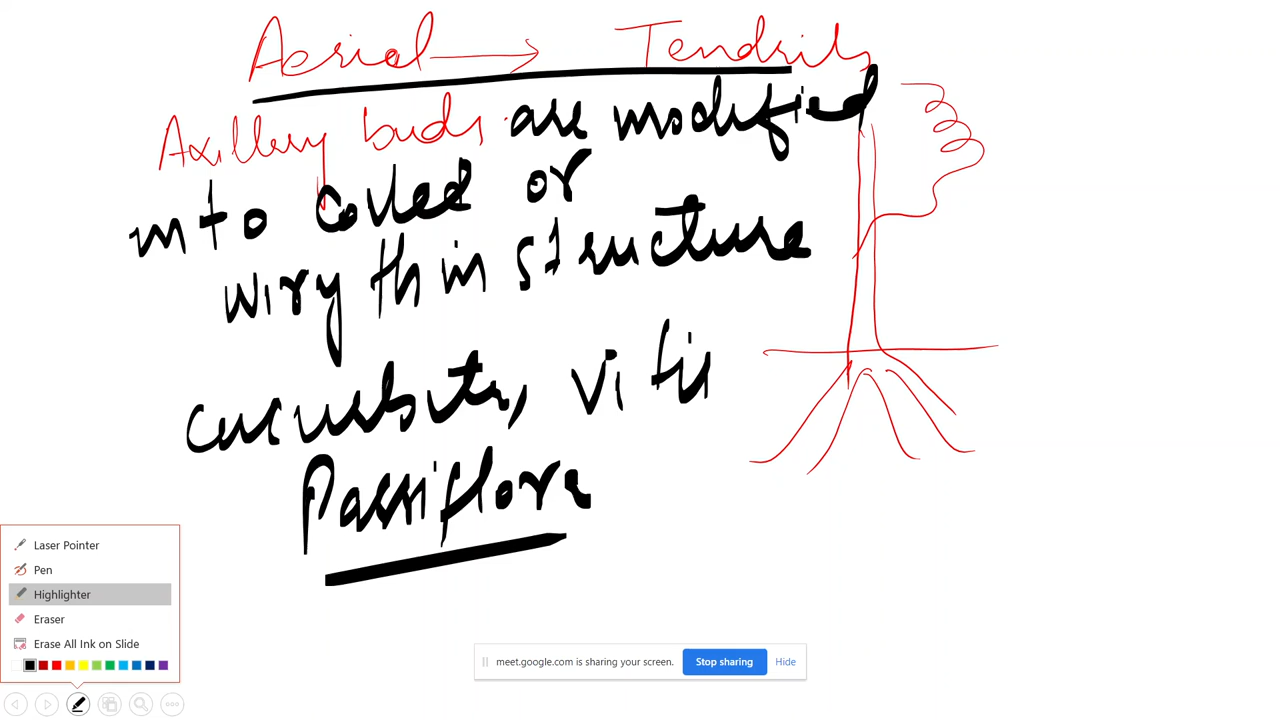 Aerial → Tendrils
Axillery buds are modified
into coiled or
wiry thin structure
cucurbita, vitis
Passiflora
Laser Pointer
Pen
Highlighter
Eraser
Erase All Ink on Slide
meet.google.com is sharing your screen. Stop sharing Hide